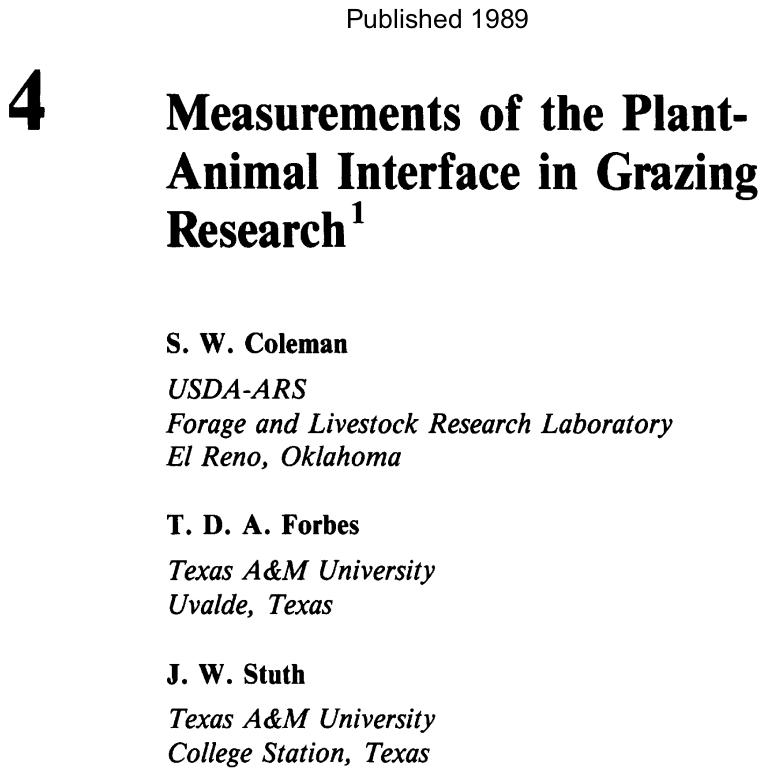 Published 1989
4
Measurements of the Plant-
Animal Interface in Grazing
Research¹
S. W. Coleman
USDA-ARS
Forage and Livestock Research Laboratory
El Reno, Oklahoma
T. D. A. Forbes
Texas A&M University
Uvalde, Texas
J. W. Stuth
Texas A&M University
College Station, Texas